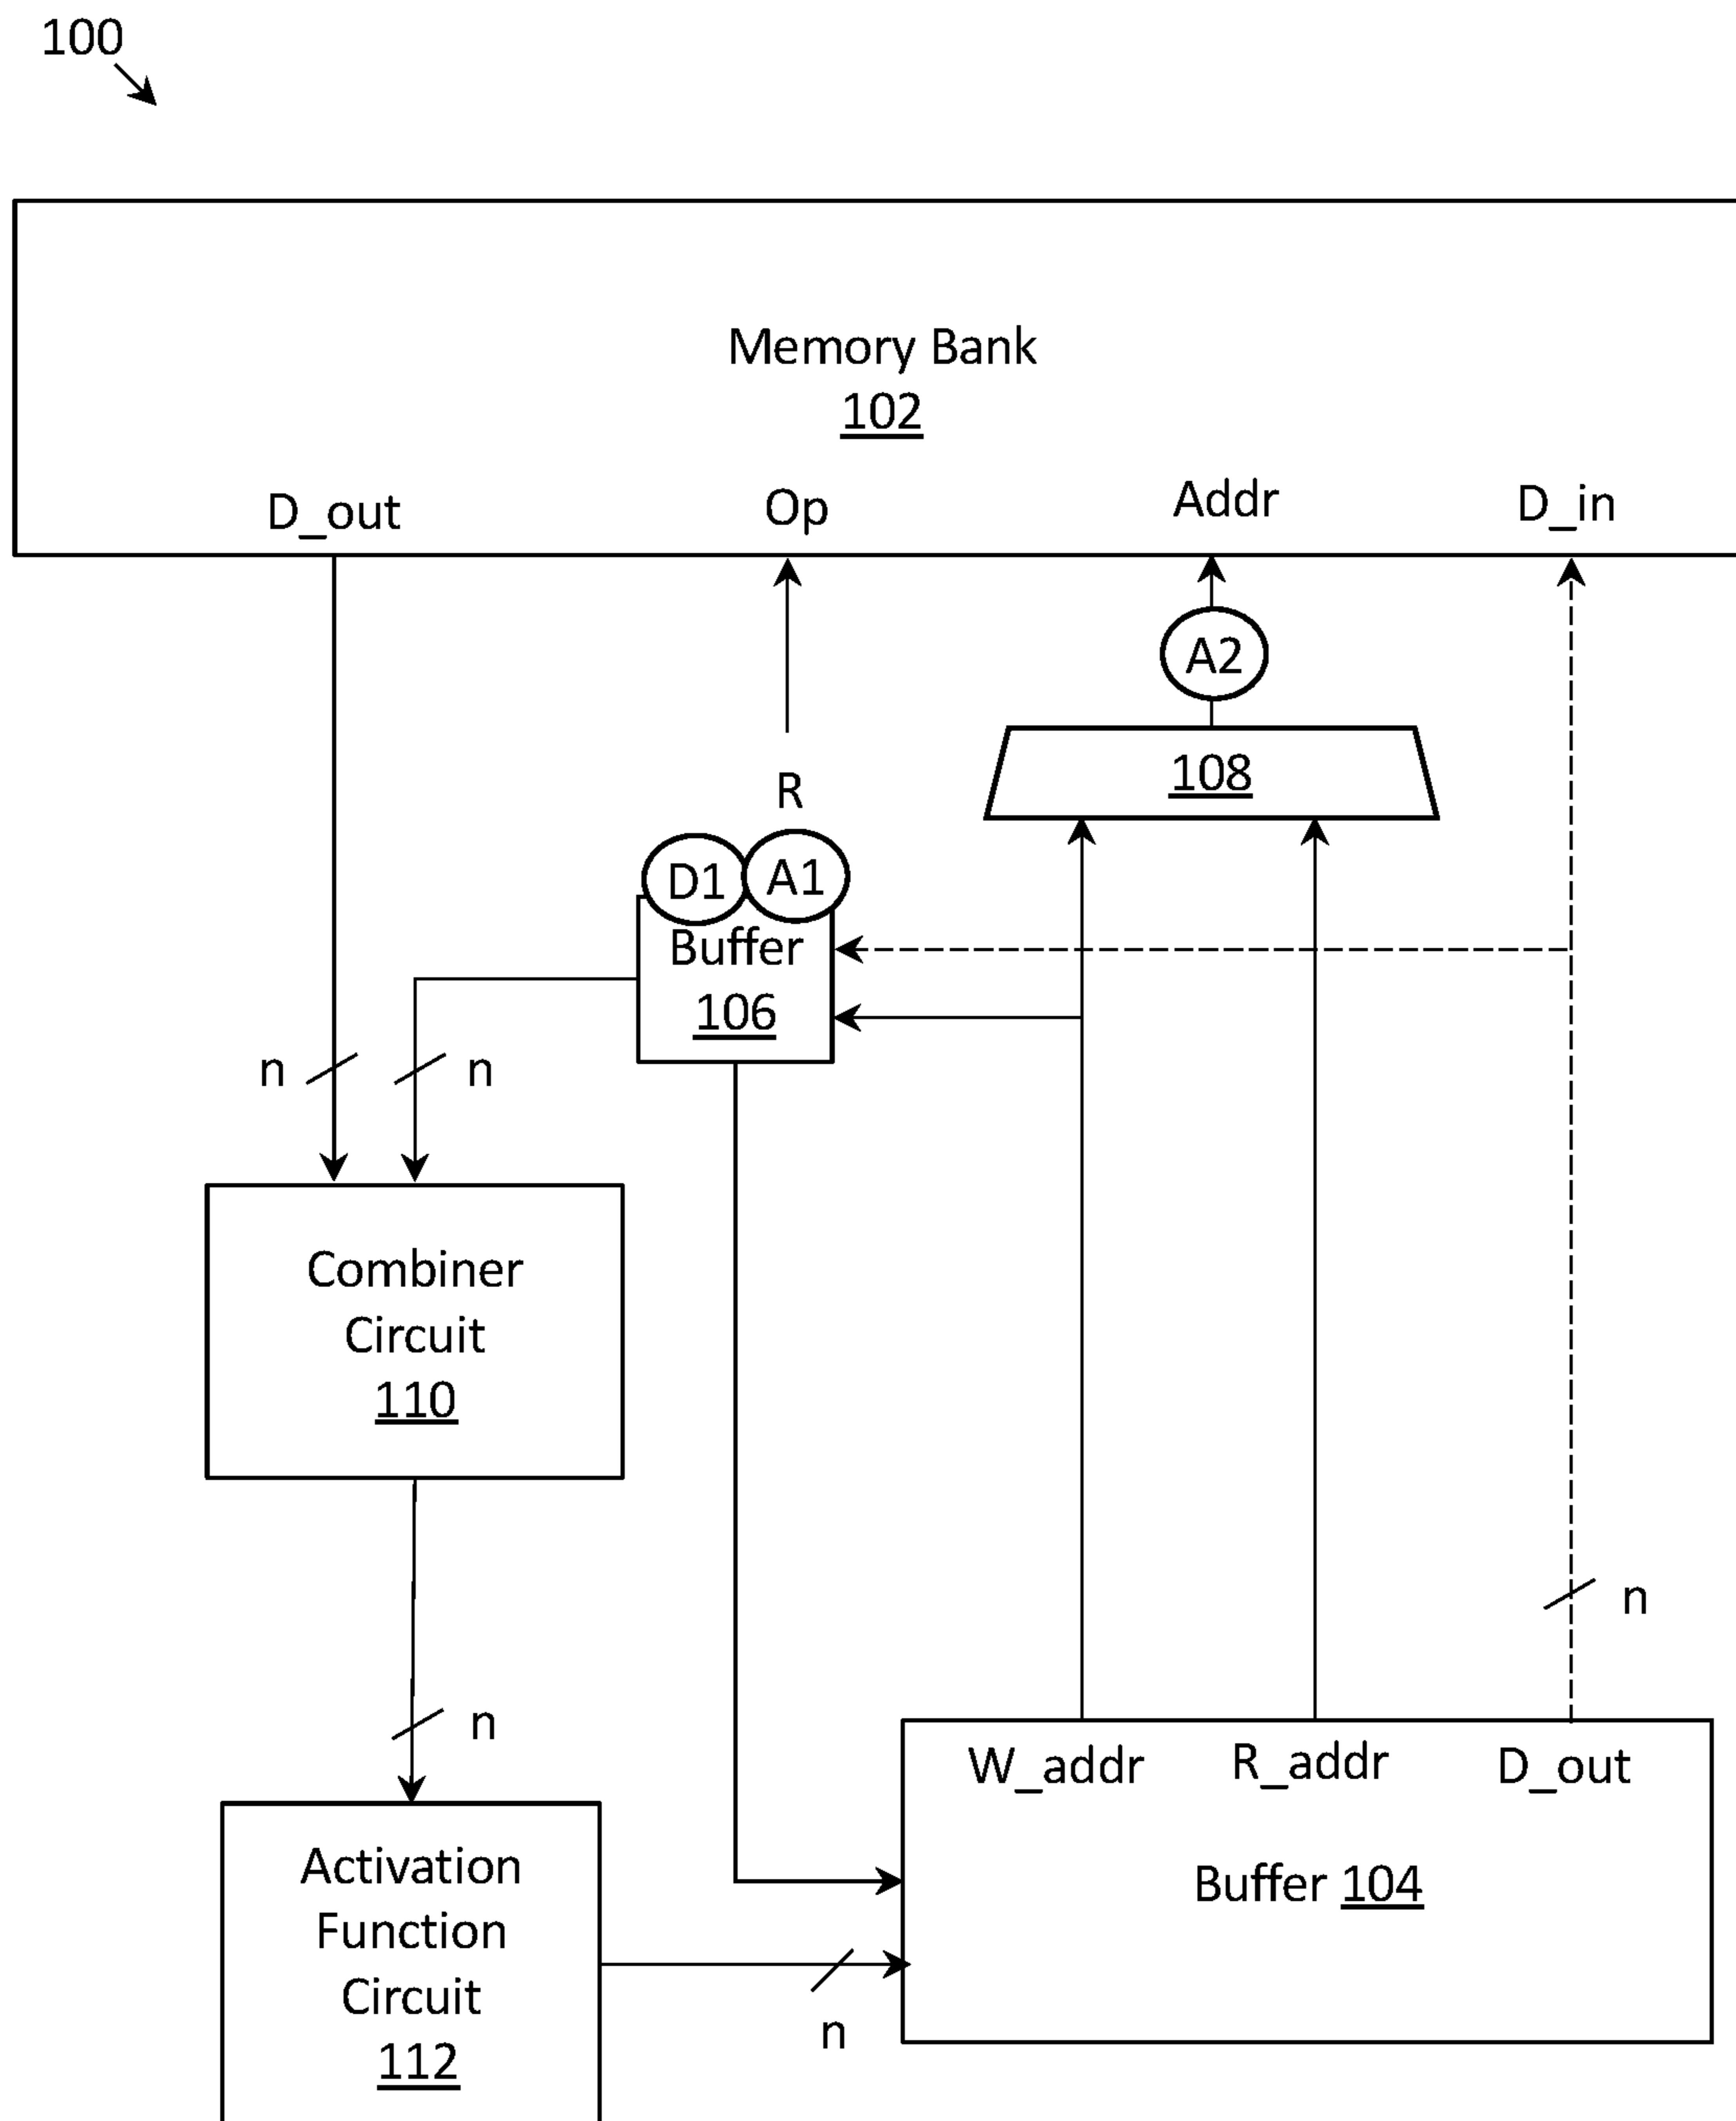 100
Memory Bank
102
D_out
Op
Addr
D_in
A2
108
R
D1
A1
Buffer
106
n
n
Combiner
Circuit
110
n
n
W_addr
R_addr
D_out
Activation
Function
Circuit
112
Buffer 104
n